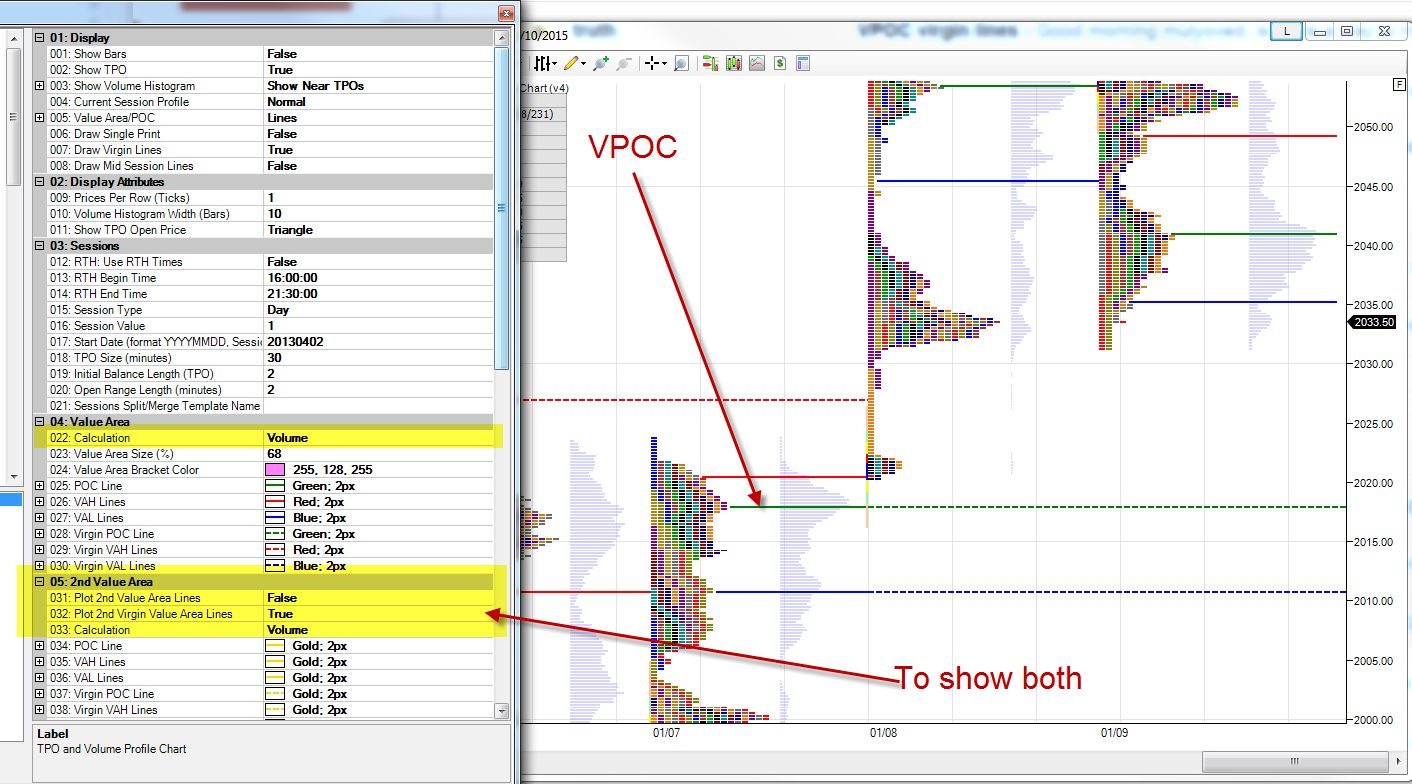 01: Display
001: Show Bars False
002: Show TPO True
003: Show Volume Histogram Show Near TPOs
004: Current Session Profile Normal
005: Value Area/POC Lines
006: Draw Single Print False
007: Draw Virgin Lines True
008: Draw Mid Session Lines False
02: Display Attributes
009: Prices Per Row (Ticks) 1
010: Volume Histogram Width (Bars) 10
011: Show TPO Open Price Triangle
03: Sessions
012: RTH: Use RTH Times False
013: RTH Begin Time 16:00:00
014: RTH End Time 21:30:00
015: Session Type Day
016: Session Value 1
017: Start Date (format YYYYMMDD, Sessi 20130402
018: TPO Size (minutes) 30
019: Initial Balance Length (TPO) 2
020: Open Range Length (minutes) 2
021: Sessions Split/Merge Template Name
04: Value Area
022: Calculation Volume
023: Value Area Size (%) 68
024: Value Area Bracket Color 255, 128, 255
025: POC Line Green; 2px
026: VAH Lines Red; 2px
027: VAL Lines Blue; 2px
028: Virgin POC Line Green; 2px
029: Virgin VAH Lines Red; 2px
030: Virgin VAL Lines Blue; 2px
05: 2nd Value Area
031: Plot 2nd Value Area Lines False
032: Plot 2nd Virgin Value Area Lines True
033: Calculation Volume
034: POC Line Gold; 2px
035: VAH Lines Gold; 2px
036: VAL Lines Gold; 2px
037: Virgin POC Line Gold; 2px
038: Virgin VAH Lines Gold; 2px
Label
TPO and Volume Profile Chart
/10/2015
truth
VPOC virgin lines
Good morning
L
$
Chart (v4)
8/231)
F
VPOC
To show both
2050.00
2045.00
2040.00
2035.00
2033.50
2030.00
2025.00
2020.00
2015.00
2010.00
2005.00
2000.00
01/07
01/08
01/09